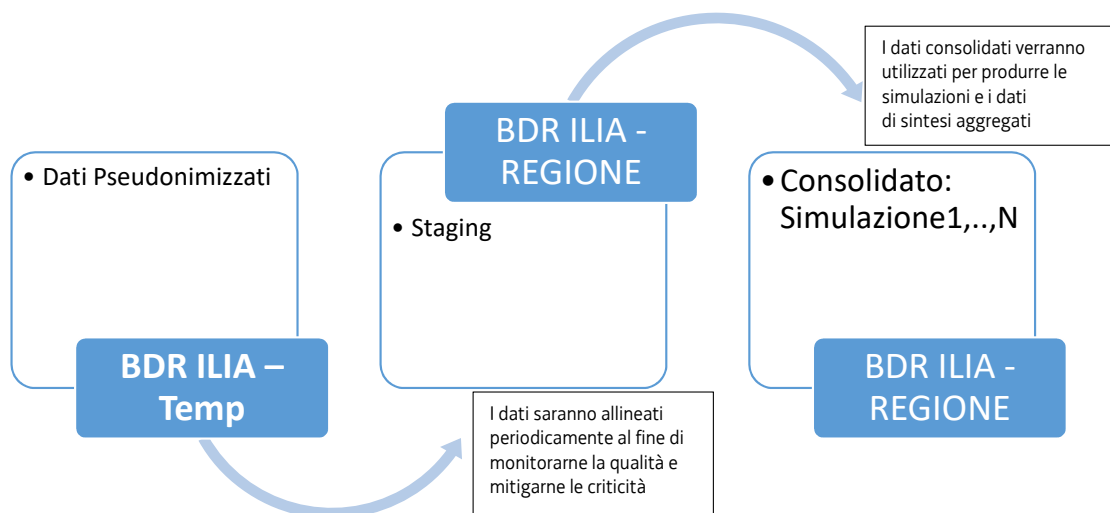 • Dati Pseudonimizzati
BDR ILIA –
Temp
BDR ILIA -
REGIONE
• Staging
I dati saranno allineati
periodicamente al fine di
monitorarne la qualità e
mitigarne le criticità
I dati consolidati verranno
utilizzati per produrre le
simulazioni e i dati
di sintesi aggregati
• Consolidato:
Simulazione1,..,N
BDR ILIA -
REGIONE